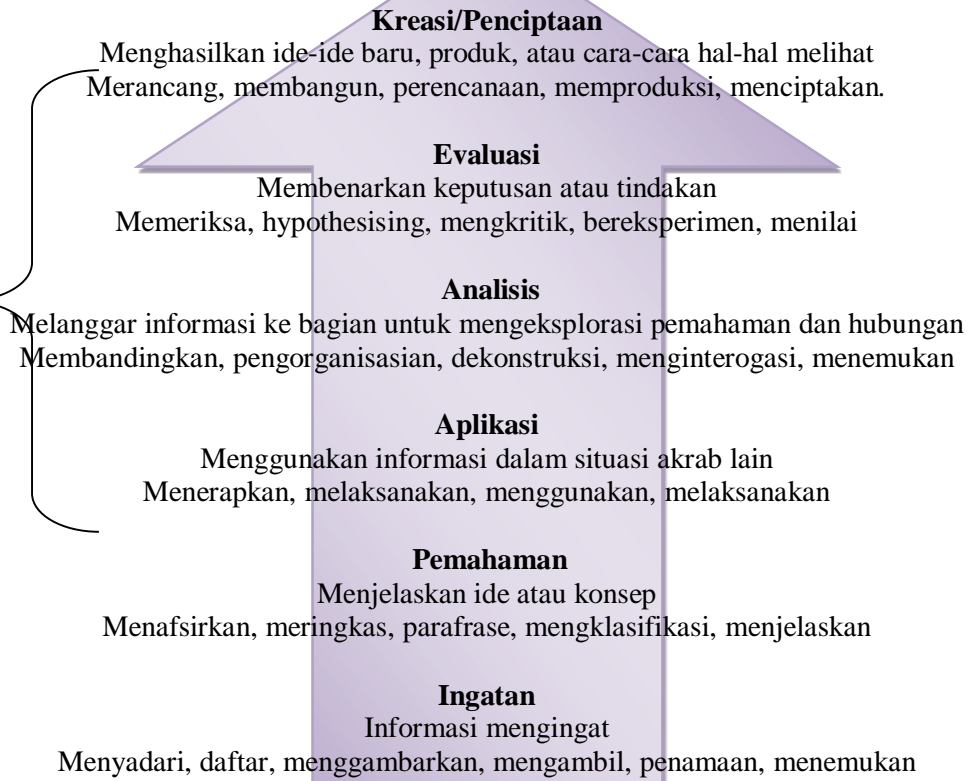 Kreasi/Penciptaan
Menghasilkan ide-ide baru, produk, atau cara-cara hal-hal melihat
Merancang, membangun, perencanaan, memproduksi, menciptakan.
Evaluasi
Membenarkan keputusan atau tindakan
Memeriksa, hypothesising, mengkritik, bereksperimen, menilai
Analisis
Melanggar informasi ke bagian untuk mengeksplorasi pemahaman dan hubungan
Membandingkan, pengorganisasian, dekonstruksi, menginterogasi, menemukan
Aplikasi
Menggunakan informasi dalam situasi akrab lain
Menerapkan, melaksanakan, menggunakan, melaksanakan
Pemahaman
Menjelaskan ide atau konsep
Menafsirkan, meringkas, parafrase, mengklasifikasi, menjelaskan
Ingatan
Informasi mengingat
Menyadari, daftar, menggambarkan, mengambil, penamaan, menemukan